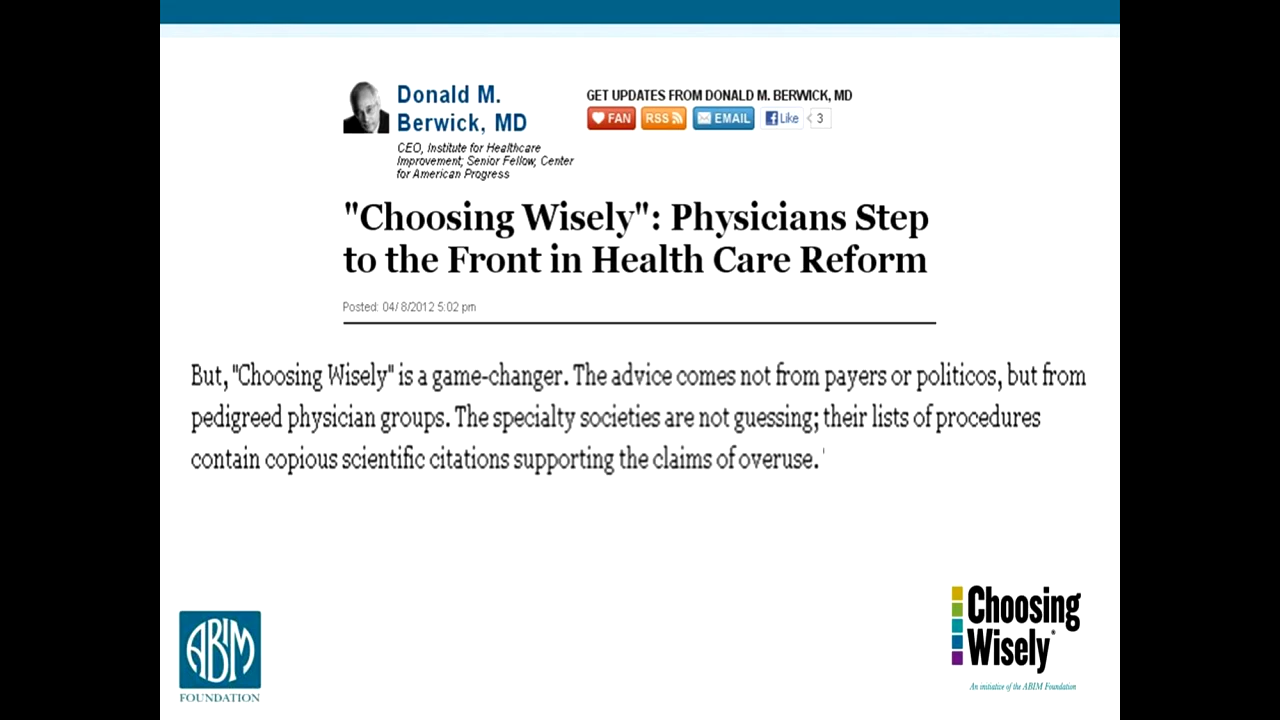 Donald M.
Berwick, MD
CEO, Institute for Healthcare
Improvement; Senior Fellow, Center
for American Progress
GET UPDATES FROM DONALD M. BERWICK, MD
FAN RSS EMAIL Like 3
"Choosing Wisely": Physicians Step
to the Front in Health Care Reform
Posted: 04/ 8/2012 5:02 pm
But, "Choosing Wisely" is a game-changer. The advice comes not from payers or politicos, but from
pedigreed physician groups. The specialty societies are not guessing; their lists of procedures
contain copious scientific citations supporting the claims of overuse. '
ABIM
FOUNDATION
Choosing
Wisely®
An initiative of the ABIM Foundation